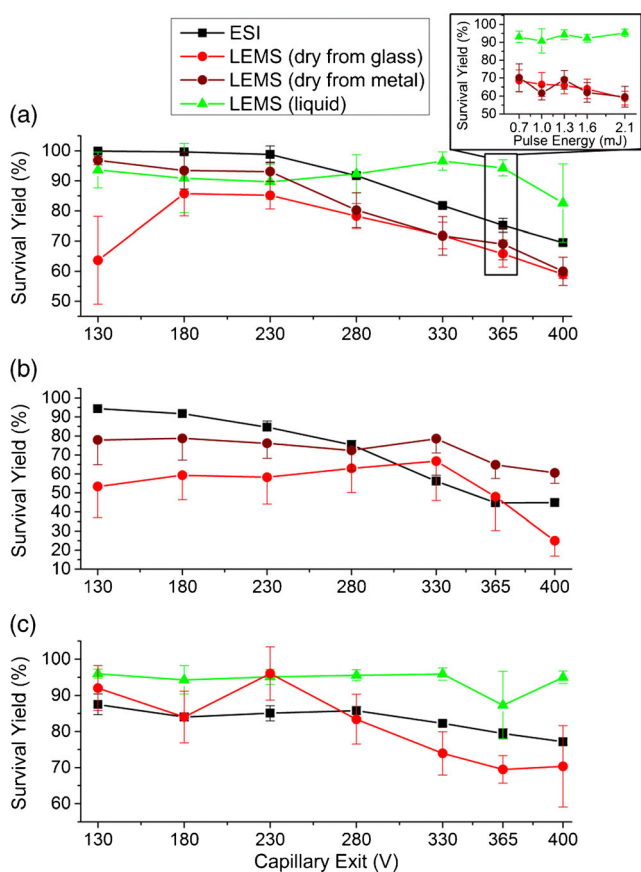 ESI
LEMS (dry from glass)
LEMS (dry from metal)
LEMS (liquid)
Survival Yield (%)
100
90
80
70
60
50
0.7 1.0 1.3 1.6 2.1
Pulse Energy (mJ)
(a)
Survival Yield (%)
100
90
80
70
60
50
130 180 230 280 330 365 400
(b)
Survival Yield (%)
100
90
80
70
60
50
40
30
20
10
130 180 230 280 330 365 400
(c)
Survival Yield (%)
100
90
80
70
60
130 180 230 280 330 365 400
Capillary Exit (V)